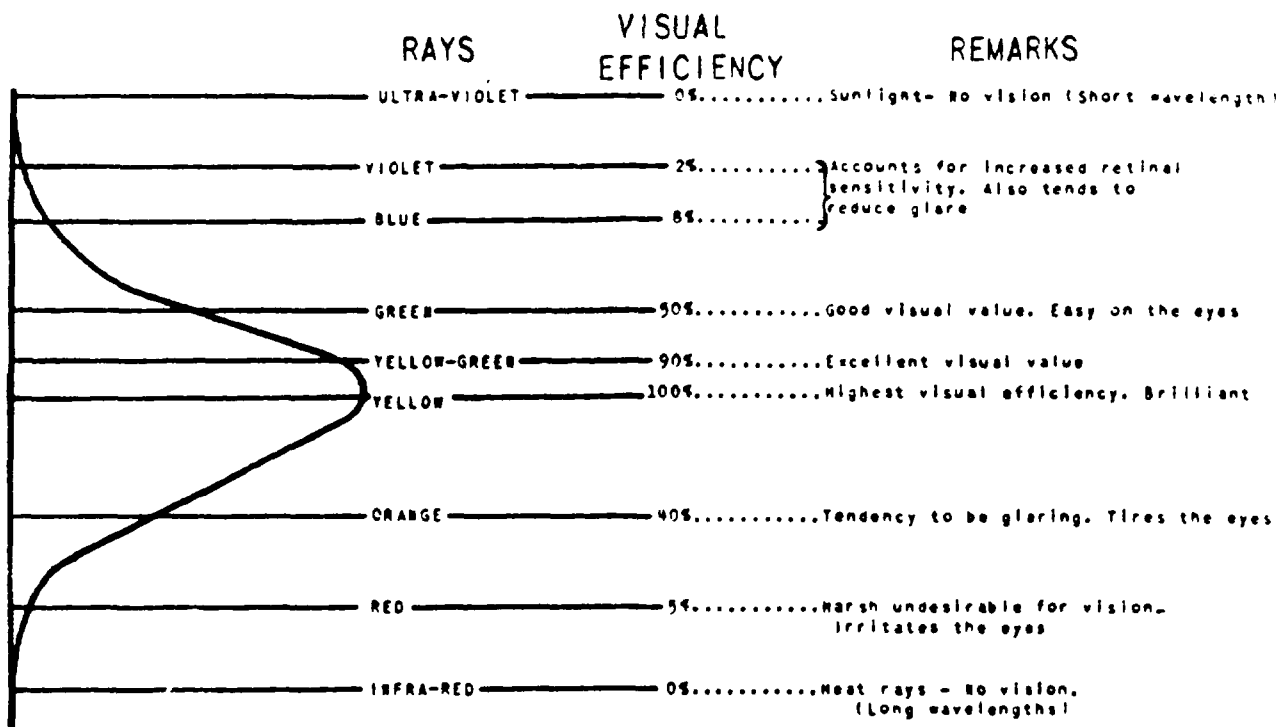 RAYS VISUAL EFFICIENCY REMARKS
ULTRA-VIOLET 0%........... Sunlight- No vision (Short wavelength)
VIOLET 2%........... Accounts for increased retinal
sensitivity. Also tends to
BLUE 8%........... reduce glare
GREEN 50%........... Good visual value. Easy on the eyes
YELLOW-GREEN 90%........... Excellent visual value
YELLOW 100%........... Highest visual efficiency. Brilliant
ORANGE 40%........... Tendency to be glaring. Tires the eyes
RED 5%........... Harsh undesirable for vision.
Irritates the eyes
INFRA-RED 0%........... Heat rays - No vision.
(Long wavelengths)